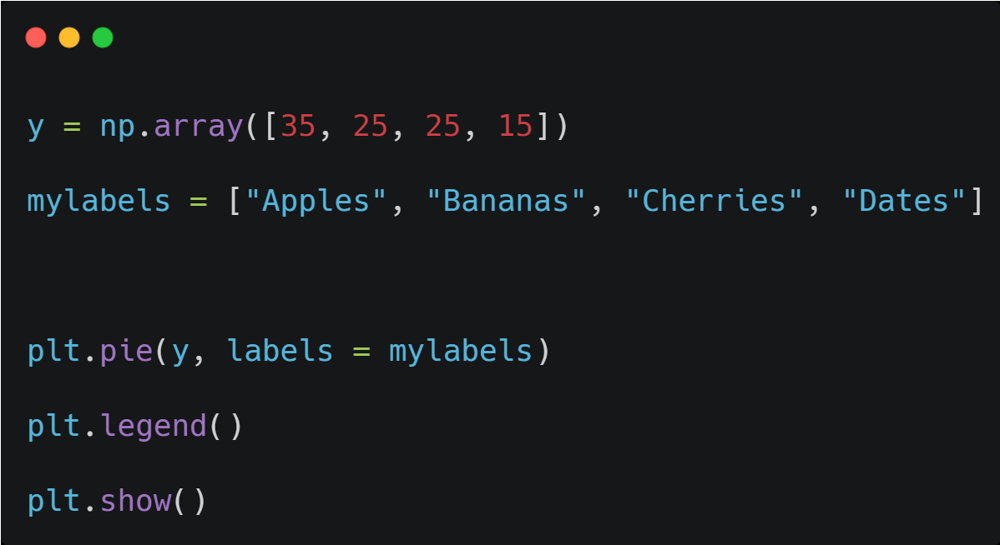 y = np.array([35, 25, 25, 15])
mylabels = ["Apples", "Bananas", "Cherries", "Dates"]
plt.pie(y, labels = mylabels)
plt.legend()
plt.show()